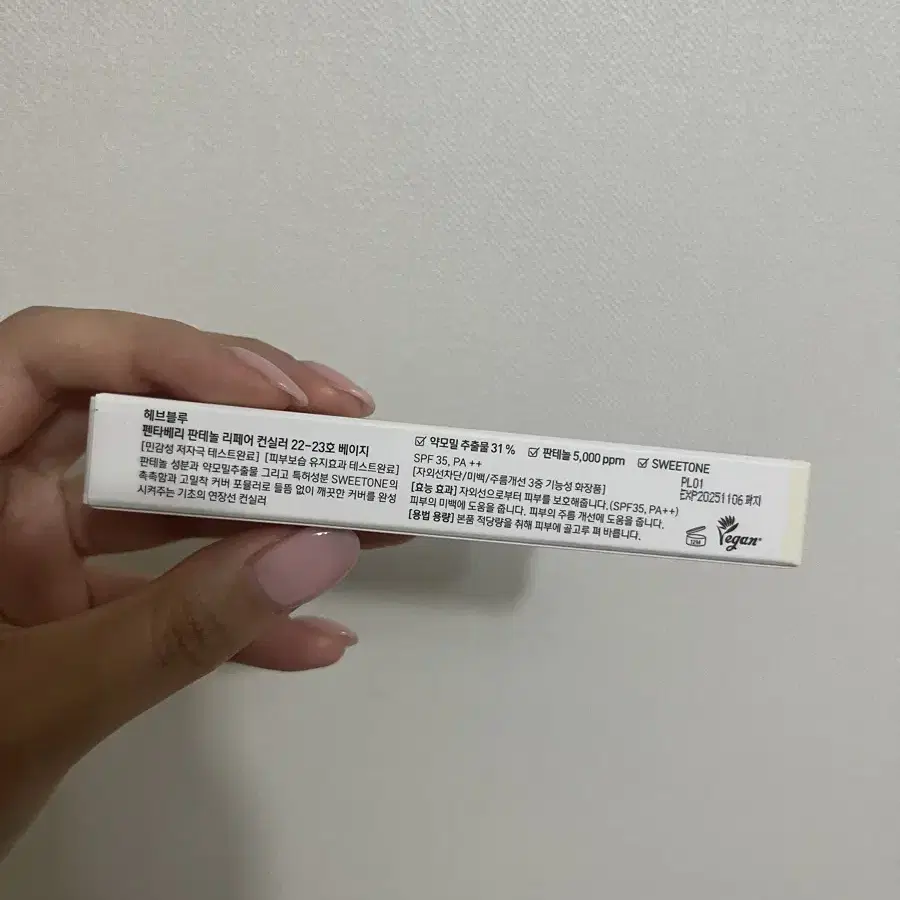 헤브블루
펜타베리 판테놀 리페어 컨실러 22-23호 베이지
[민감성 저자극 테스트완료] [피부보습 유지효과 테스트완료]
판테놀 성분과 약모밀추출물 그리고 특허성분 SWEETONE의
촉촉함과 고밀착 커버 포뮬러로 들뜸 없이 깨끗한 커버를 완성
시켜주는 기초의 연장선 컨실러
약모밀 추출물 31% 판테놀 5,000 ppm SWEETONE
SPF 35, PA ++
[자외선차단/미백/주름개선 3중 기능성 화장품]
[효능 효과] 자외선으로부터 피부를 보호해줍니다.(SPF35, PA++)
피부의 미백에 도움을 줍니다. 피부의 주름 개선에 도움을 줍니다.
[용법 용량] 본품 적당량을 취해 피부에 골고루 펴 바릅니다.
PL01
EXP20251106 까지
12M
Vegan